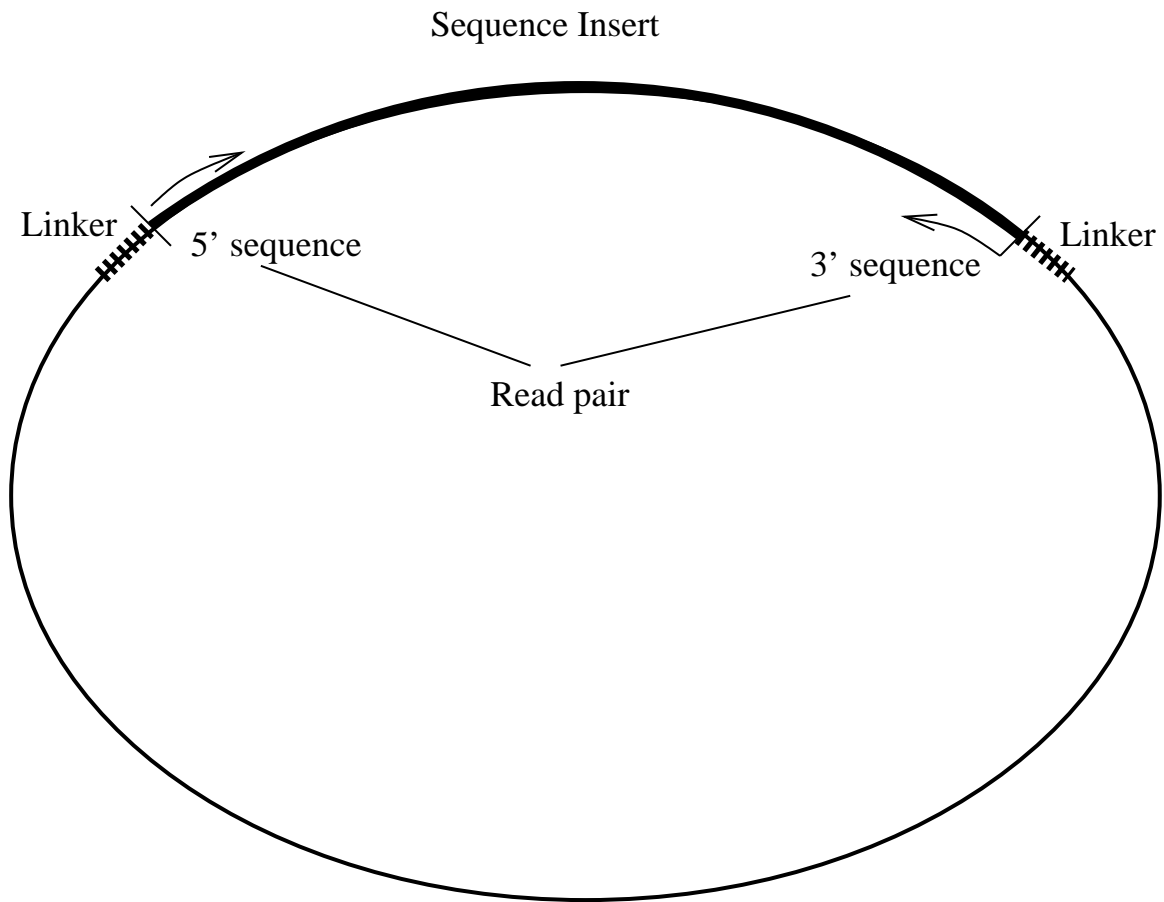 Sequence Insert
Linker
5’ sequence
Linker
3’ sequence
Read pair